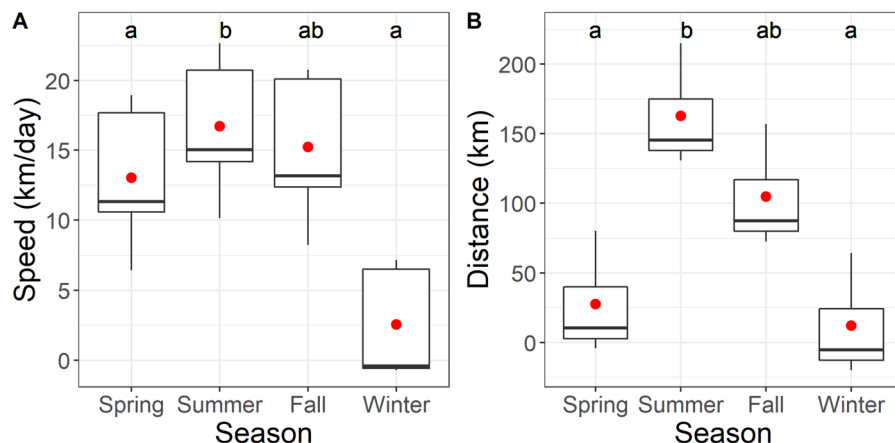 A
a b ab a
Speed (km/day)
20
15
10
5
0
Spring Summer Fall Winter
Season
B
a b ab a
Distance (km)
200
150
100
50
0
Spring Summer Fall Winter
Season